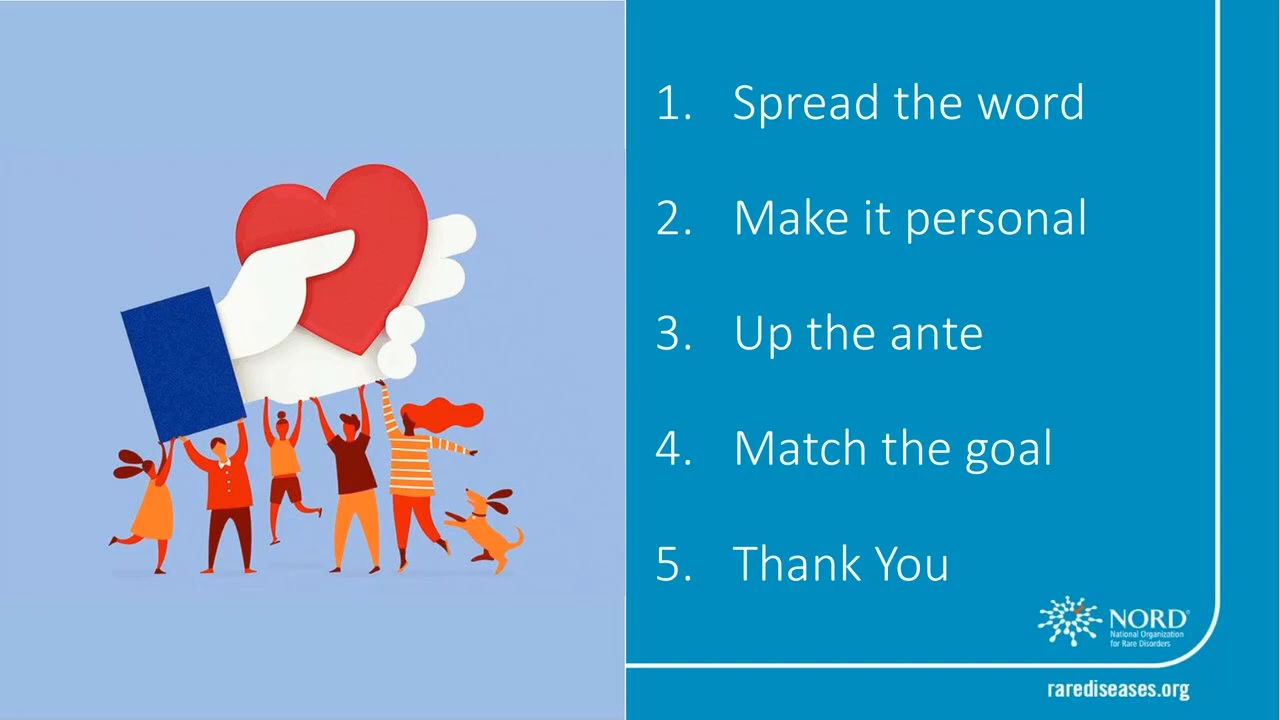 1. Spread the word
2. Make it personal
3. Up the ante
4. Match the goal
5. Thank You
NORD®
National Organization
for Rare Disorders
rarediseases.org